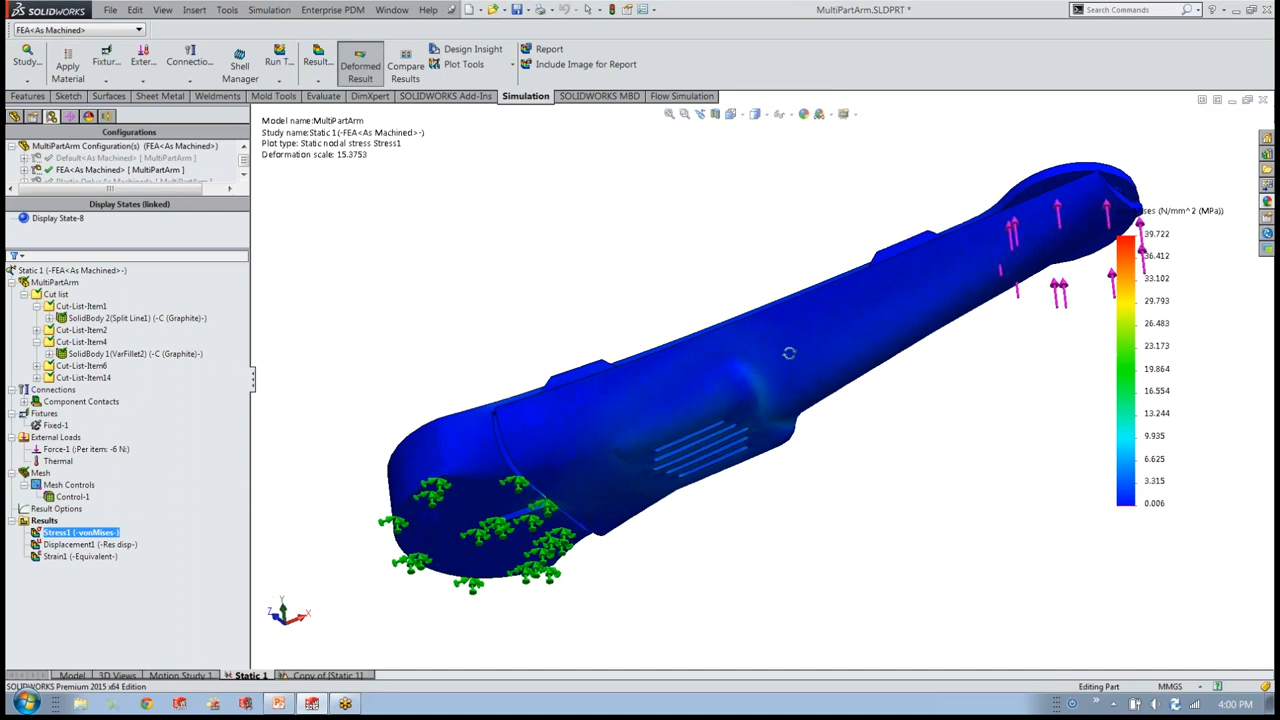 SOLIDWORKS
File Edit View Insert Tools Simulation Enterprise PDM Window Help
MultiPartArm.SLDPRT *
Search Commands
FEA<As Machined>
Study...
Apply Material
Fixtur...
Exter...
Connectio...
Shell Manager
Run T...
Result...
Deformed Result
Compare Results
Design Insight
Plot Tools
Report
Include Image for Report
Features Sketch Surfaces Sheet Metal Weldments Mold Tools Evaluate DimXpert SOLIDWORKS Add-Ins Simulation SOLIDWORKS MBD Flow Simulation
Configurations
MultiPartArm Configuration(s) (FEA<As Machined>)
Default<As Machined> [ MultiPartArm ]
FEA<As Machined> [ MultiPartArm ]
Display States (linked)
Display State-8
Static 1 (-FEA<As Machined>-)
MultiPartArm
Cut list
Cut-List-Item1
SolidBody 2(Split Line1) (-C (Graphite)-)
Cut-List-Item2
Cut-List-Item4
SolidBody 1(VarFillet2) (-C (Graphite)-)
Cut-List-Item6
Cut-List-Item14
Connections
Component Contacts
Fixtures
Fixed-1
External Loads
Force-1 (:Per item: -6 N:)
Thermal
Mesh
Mesh Controls
Control-1
Result Options
Results
Stress1 (-vonMises-)
Displacement1 (-Res disp-)
Strain1 (-Equivalent-)
Model name:MultiPartArm
Study name:Static 1(-FEA<As Machined>-)
Plot type: Static nodal stress Stress1
Deformation scale: 15.3753
(N/mm^2 (MPa))
39.722
36.412
33.102
29.793
26.483
23.173
19.864
16.554
13.244
9.935
6.625
3.315
0.006
Y
Z
X
Model 3D Views Motion Study 1 Static 1 Copy of [Static 1]
SOLIDWORKS Premium 2015 x64 Edition
Editing Part
MMGS
4:00 PM